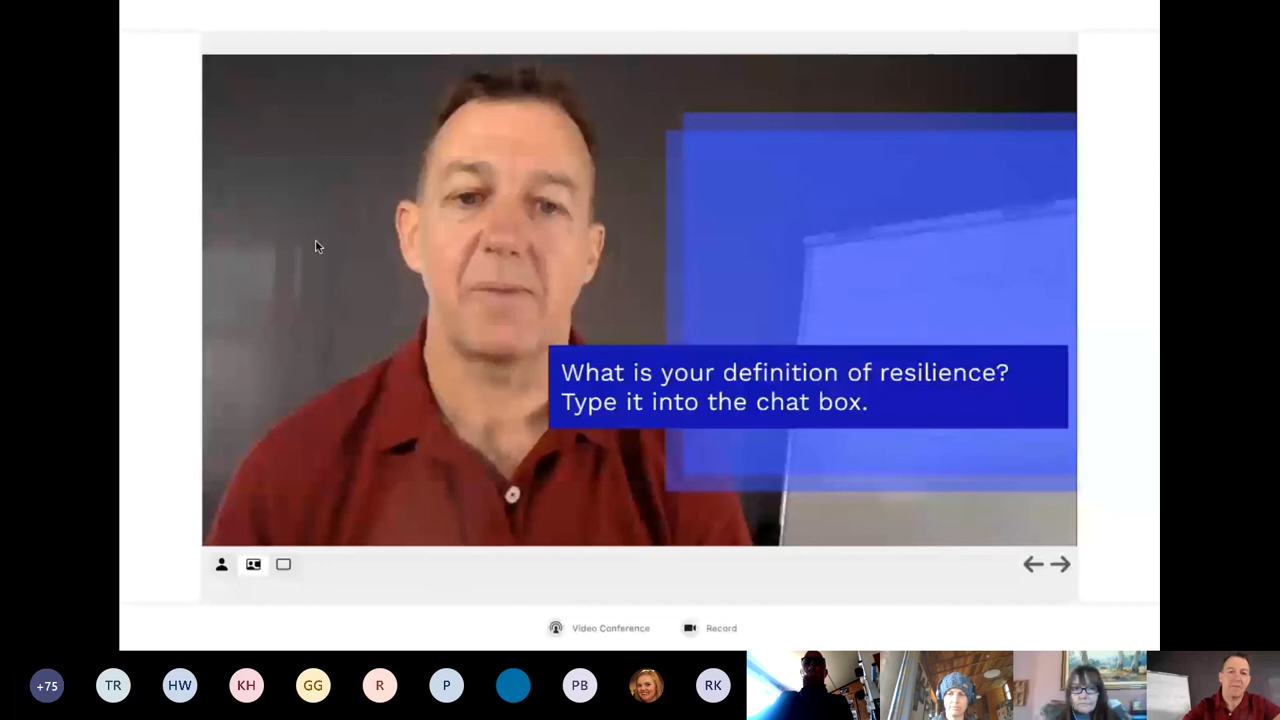 What is your definition of resilience?
Type it into the chat box.
Video Conference
Record
+75
TR
HW
KH
GG
R
P
PB
RK